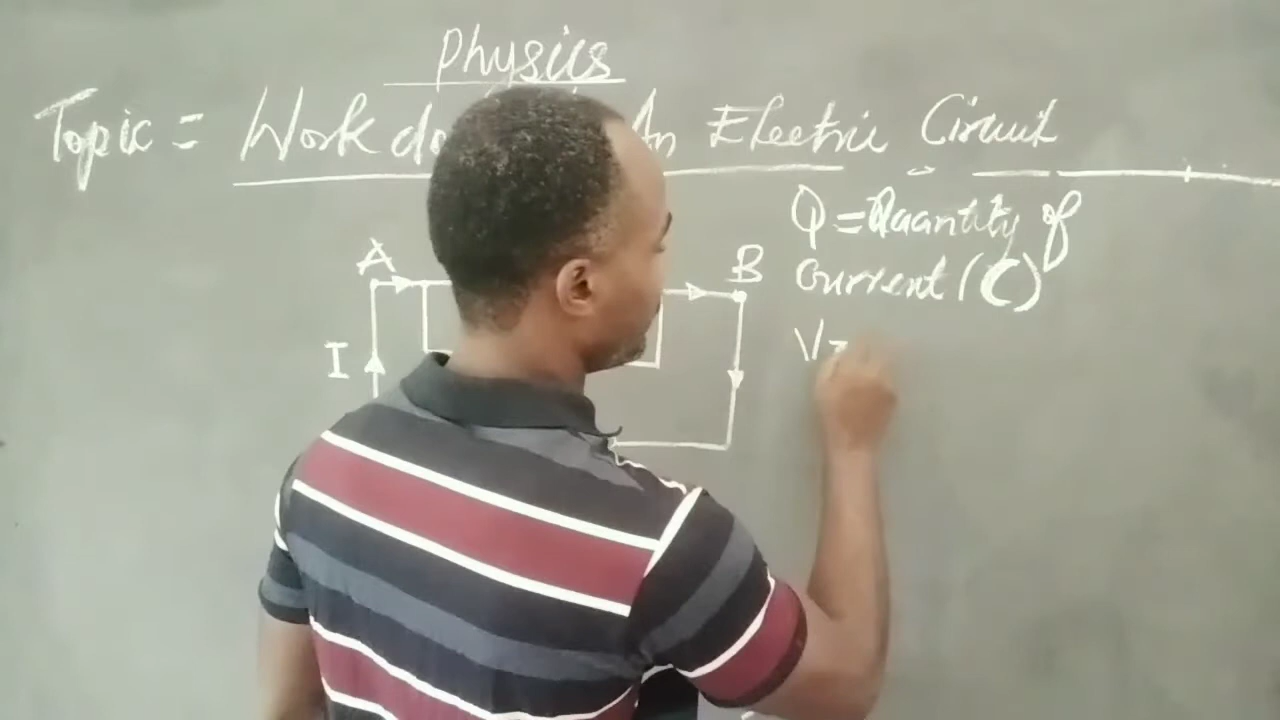 Physics
Topic = Work do An Electric Circuit
Q = Quantity of
Current (C)
V =
A
B
I